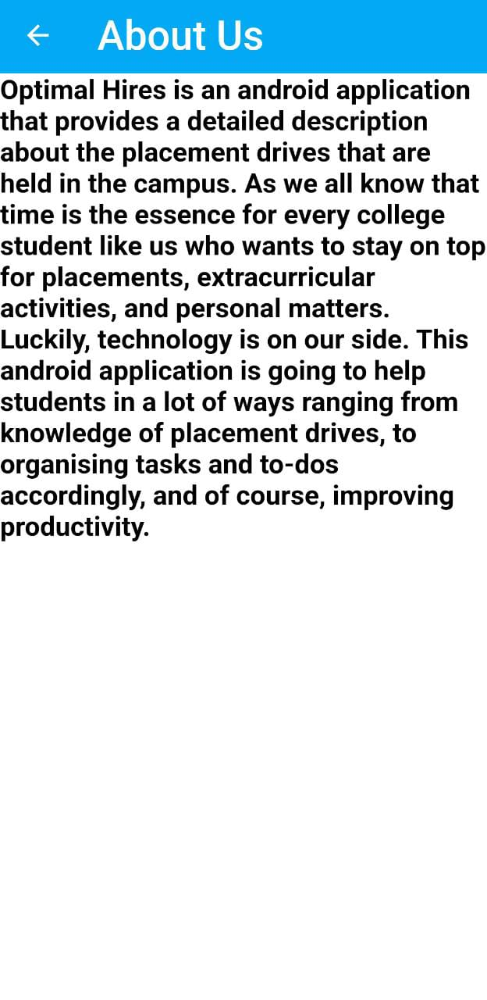 About Us
Optimal Hires is an android application
that provides a detailed description
about the placement drives that are
held in the campus. As we all know that
time is the essence for every college
student like us who wants to stay on top
for placements, extracurricular
activities, and personal matters.
Luckily, technology is on our side. This
android application is going to help
students in a lot of ways ranging from
knowledge of placement drives, to
organising tasks and to-dos
accordingly, and of course, improving
productivity.